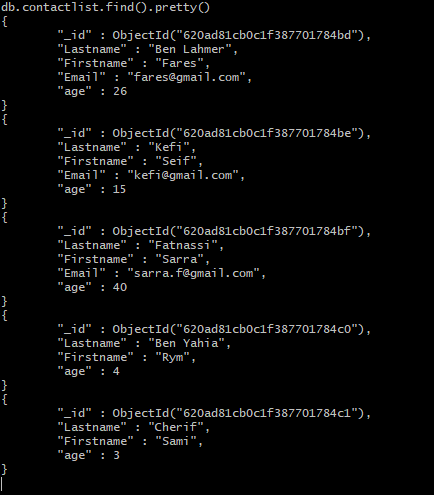 db.contactlist.find().pretty()
{
        "_id" : ObjectId("620ad81cb0c1f387701784bd"),
        "Lastname" : "Ben Lahmer",
        "Firstname" : "Fares",
        "Email" : "fares@gmail.com",
        "age" : 26
}
{
        "_id" : ObjectId("620ad81cb0c1f387701784be"),
        "Lastname" : "Kefi",
        "Firstname" : "Seif",
        "Email" : "kefi@gmail.com",
        "age" : 15
}
{
        "_id" : ObjectId("620ad81cb0c1f387701784bf"),
        "Lastname" : "Fatnassi",
        "Firstname" : "Sarra",
        "Email" : "sarra.f@gmail.com",
        "age" : 40
}
{
        "_id" : ObjectId("620ad81cb0c1f387701784c0"),
        "Lastname" : "Ben Yahia",
        "Firstname" : "Rym",
        "age" : 4
}
{
        "_id" : ObjectId("620ad81cb0c1f387701784c1"),
        "Lastname" : "Cherif",
        "Firstname" : "Sami",
        "age" : 3
}